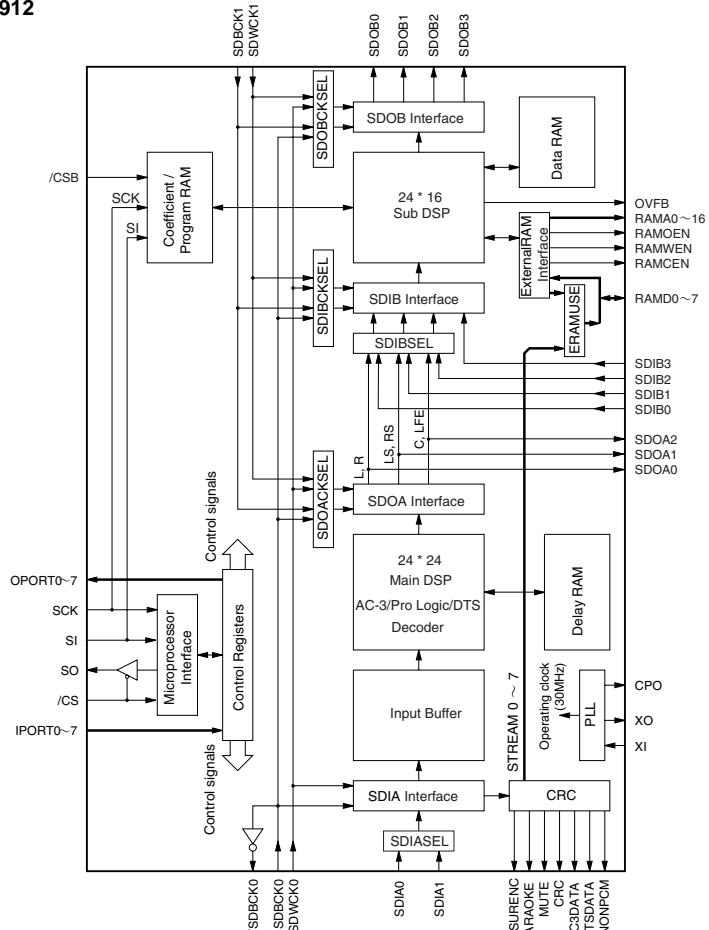 912
SDBCK1
SDWCK1
SDOB0
SDOB1
SDOB2
SDOB3
SDOBCKSEL
SDOB Interface
Data RAM
/CSB
SCK
SI
Coefficient /
Program RAM
24 * 16
Sub DSP
OVFB
RAMA0～16
RAMOEN
RAMWEN
RAMCEN
RAMD0～7
ExternalRAM
Interface
ERAMUSE
SDIBCKSEL
SDIB Interface
SDIBSEL
SDIB3
SDIB2
SDIB1
SDIB0
SDOA2
SDOA1
SDOA0
L, R
LS, RS
C, LFE
SDOACKSEL
SDOA Interface
Control signals
OPORT0~7
SCK
SI
SO
/CS
IPORT0~7
Microprocessor
Interface
Control Registers
Control signals
24 * 24
Main DSP
AC-3/Pro Logic/DTS
Decoder
Delay RAM
Input Buffer
STREAM 0 ～ 7
Operating clock
(30MHz)
PLL
CPO
XO
XI
SDIA Interface
CRC
SDIASEL
SDBCK0
SDWCK0
SDIA0
SDIA1
MUTE
CRC